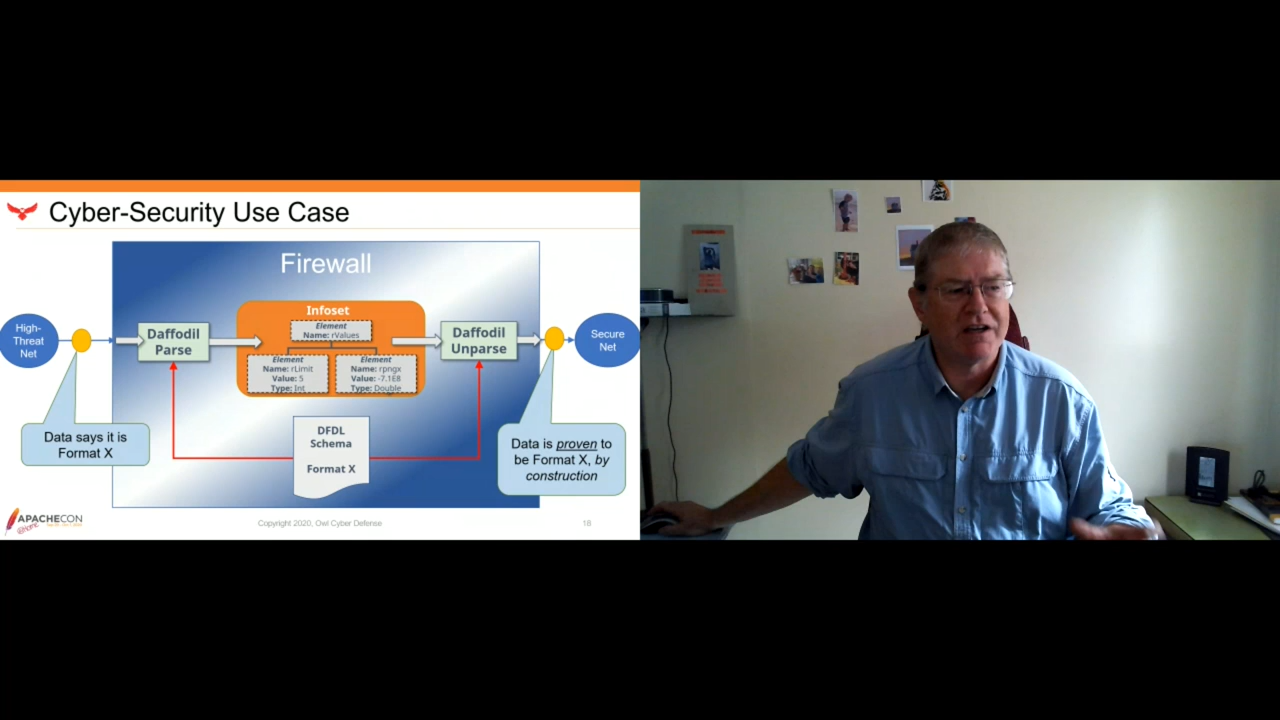 Cyber-Security Use Case
Firewall
Infoset
Element
Name: rValues
Element
Name: rLimit
Value: 5
Type: Int
Element
Name: rpngx
Value: -7.1E8
Type: Double
High-
Threat
Net
Daffodil
Parse
Daffodil
Unparse
Secure
Net
DFDL
Schema
Format X
Data says it is
Format X
Data is proven to
be Format X, by
construction
APACHECON
@Home
Copyright 2020, Owl Cyber Defense
18